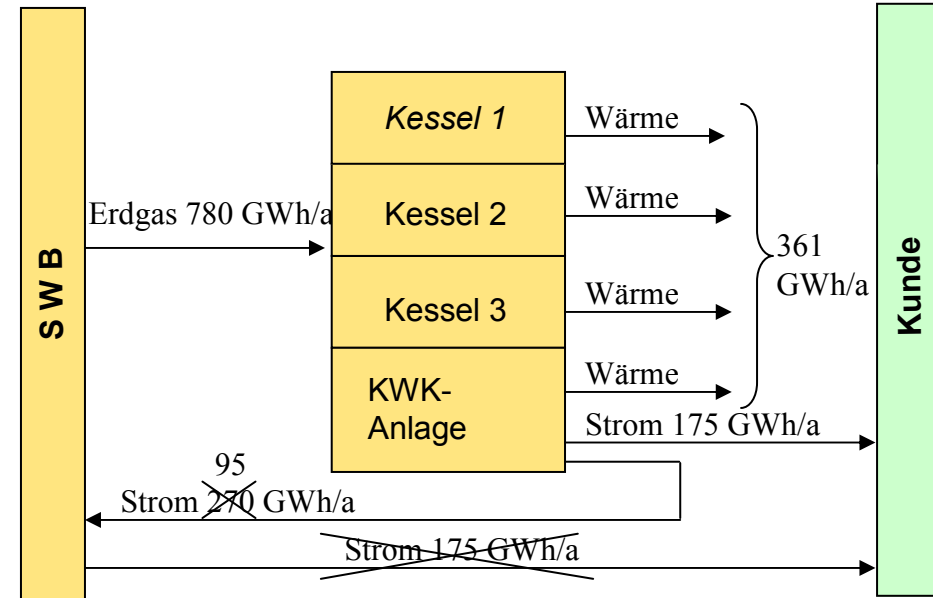 S W B
Erdgas 780 GWh/a
Kessel 1
Kessel 2
Kessel 3
KWK-
Anlage
Wärme
Wärme
Wärme
Wärme
361
GWh/a
Strom 175 GWh/a
95
Strom 270 GWh/a
Strom 175 GWh/a
Kunde